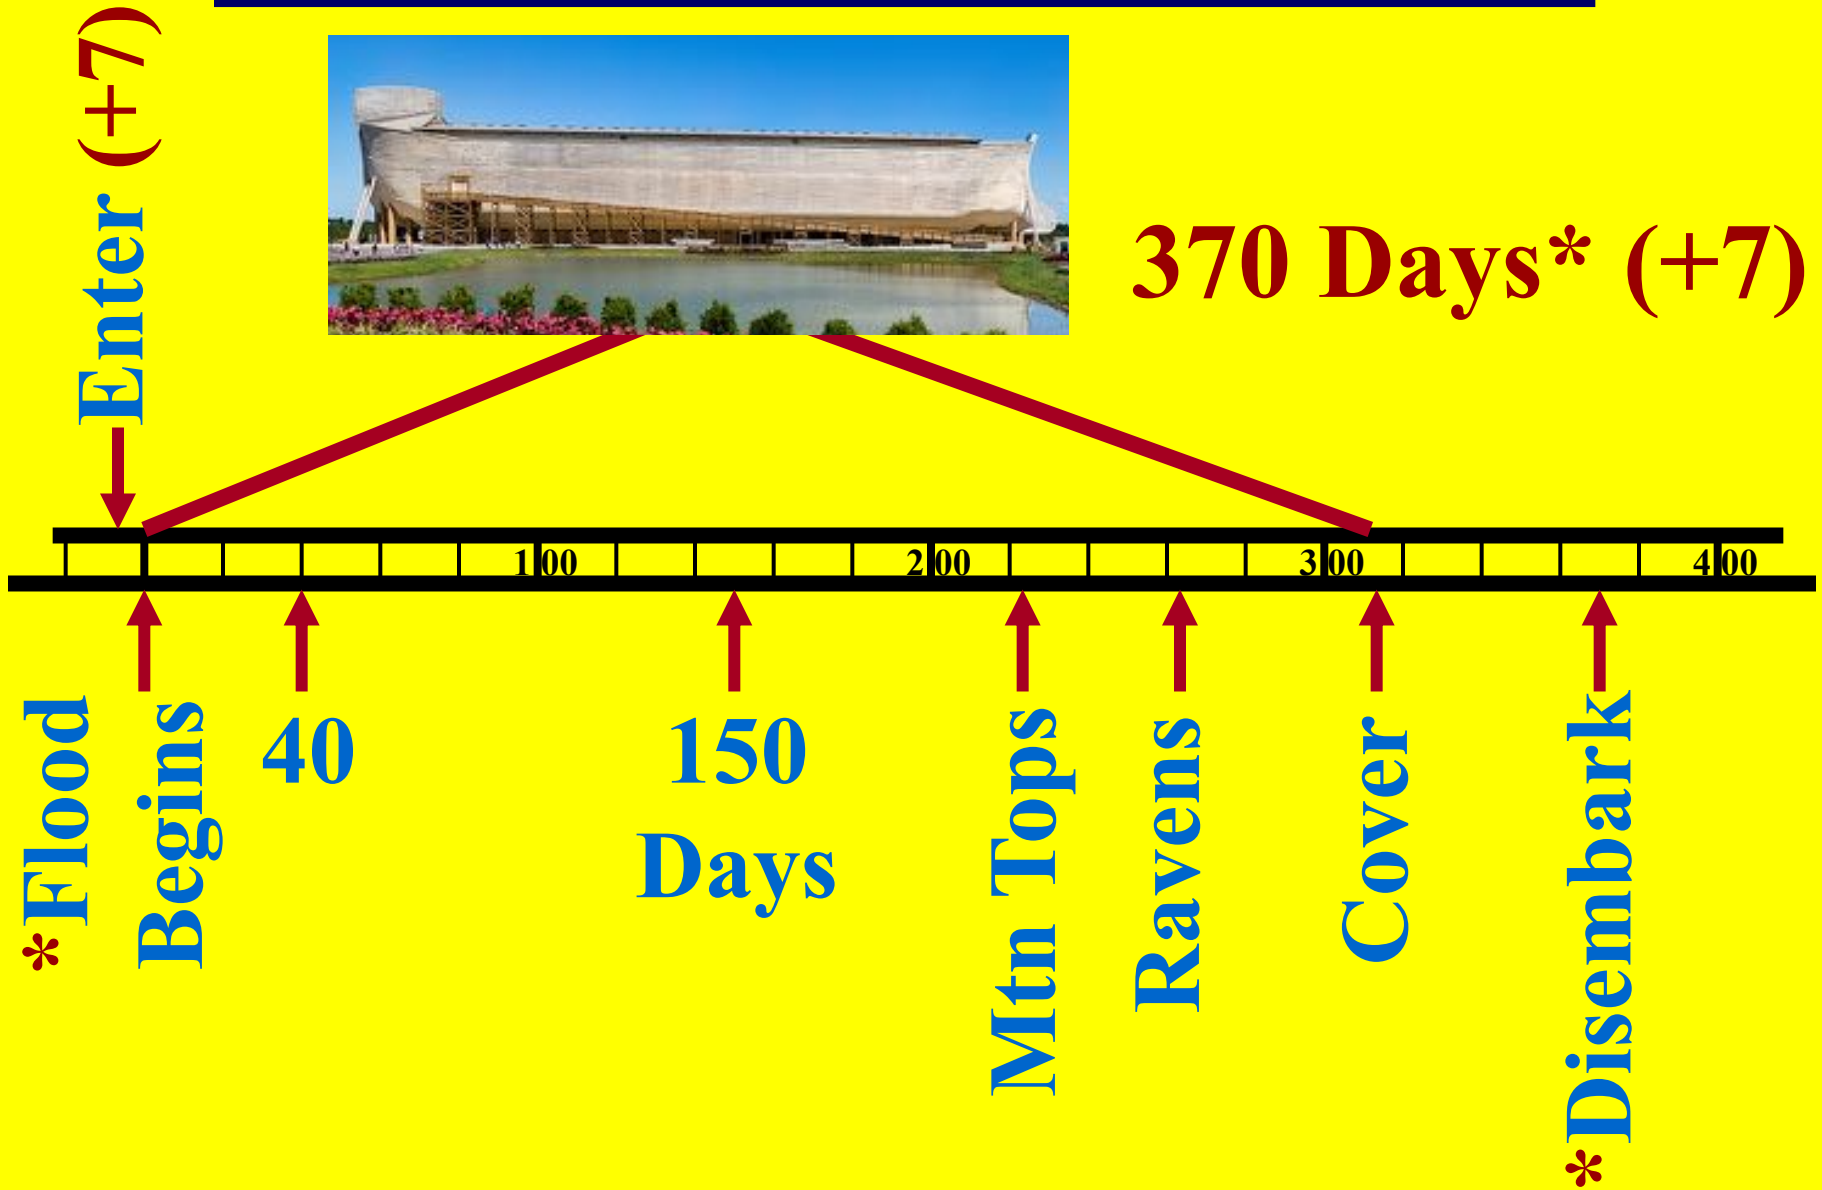 Enter (+7)
370 Days* (+7)
100 200 300 400
*Flood
Begins
40
150
Days
Mtn Tops
Ravens
Cover
*Disembark